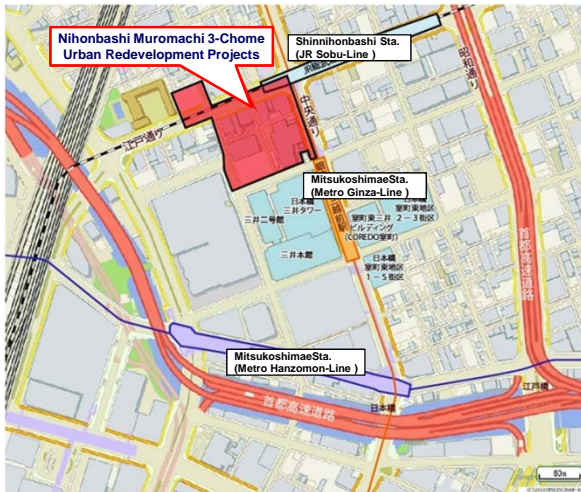 Nihonbashi Muromachi 3-Chome
Urban Redevelopment Projects
Shinnihonbashi Sta.
(JR Sobu-Line )
昭和通り
江戸通り
中央通り
MitsukoshimaeSta.
(Metro Ginza-Line )
日本橋
三井タワー
三井二号館
三井本館
室町東三井
ビルディング
(COREDO室町)
室町東地区
2-3街区
日本橋
室町東地区
1-5街区
首都高速道路
MitsukoshimaeSta.
(Metro Hanzomon-Line )
首都高速道路
日本橋
江戸橋
50m